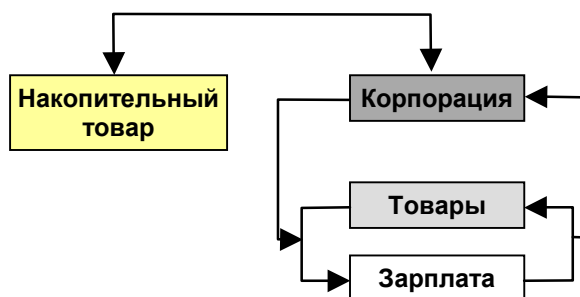 Накопительный
товар
Корпорация
Товары
Зарплата